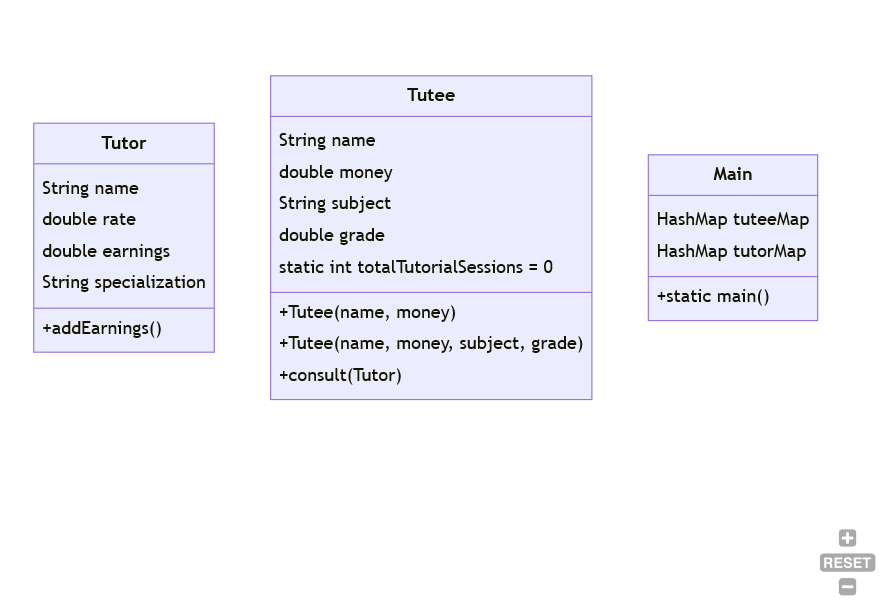 Tutor
String name
double rate
double earnings
String specialization
+addEarnings()
Tutee
String name
double money
String subject
double grade
static int totalTutorialSessions = 0
+Tutee(name, money)
+Tutee(name, money, subject, grade)
+consult(Tutor)
Main
HashMap tuteeMap
HashMap tutorMap
+static main()
RESET